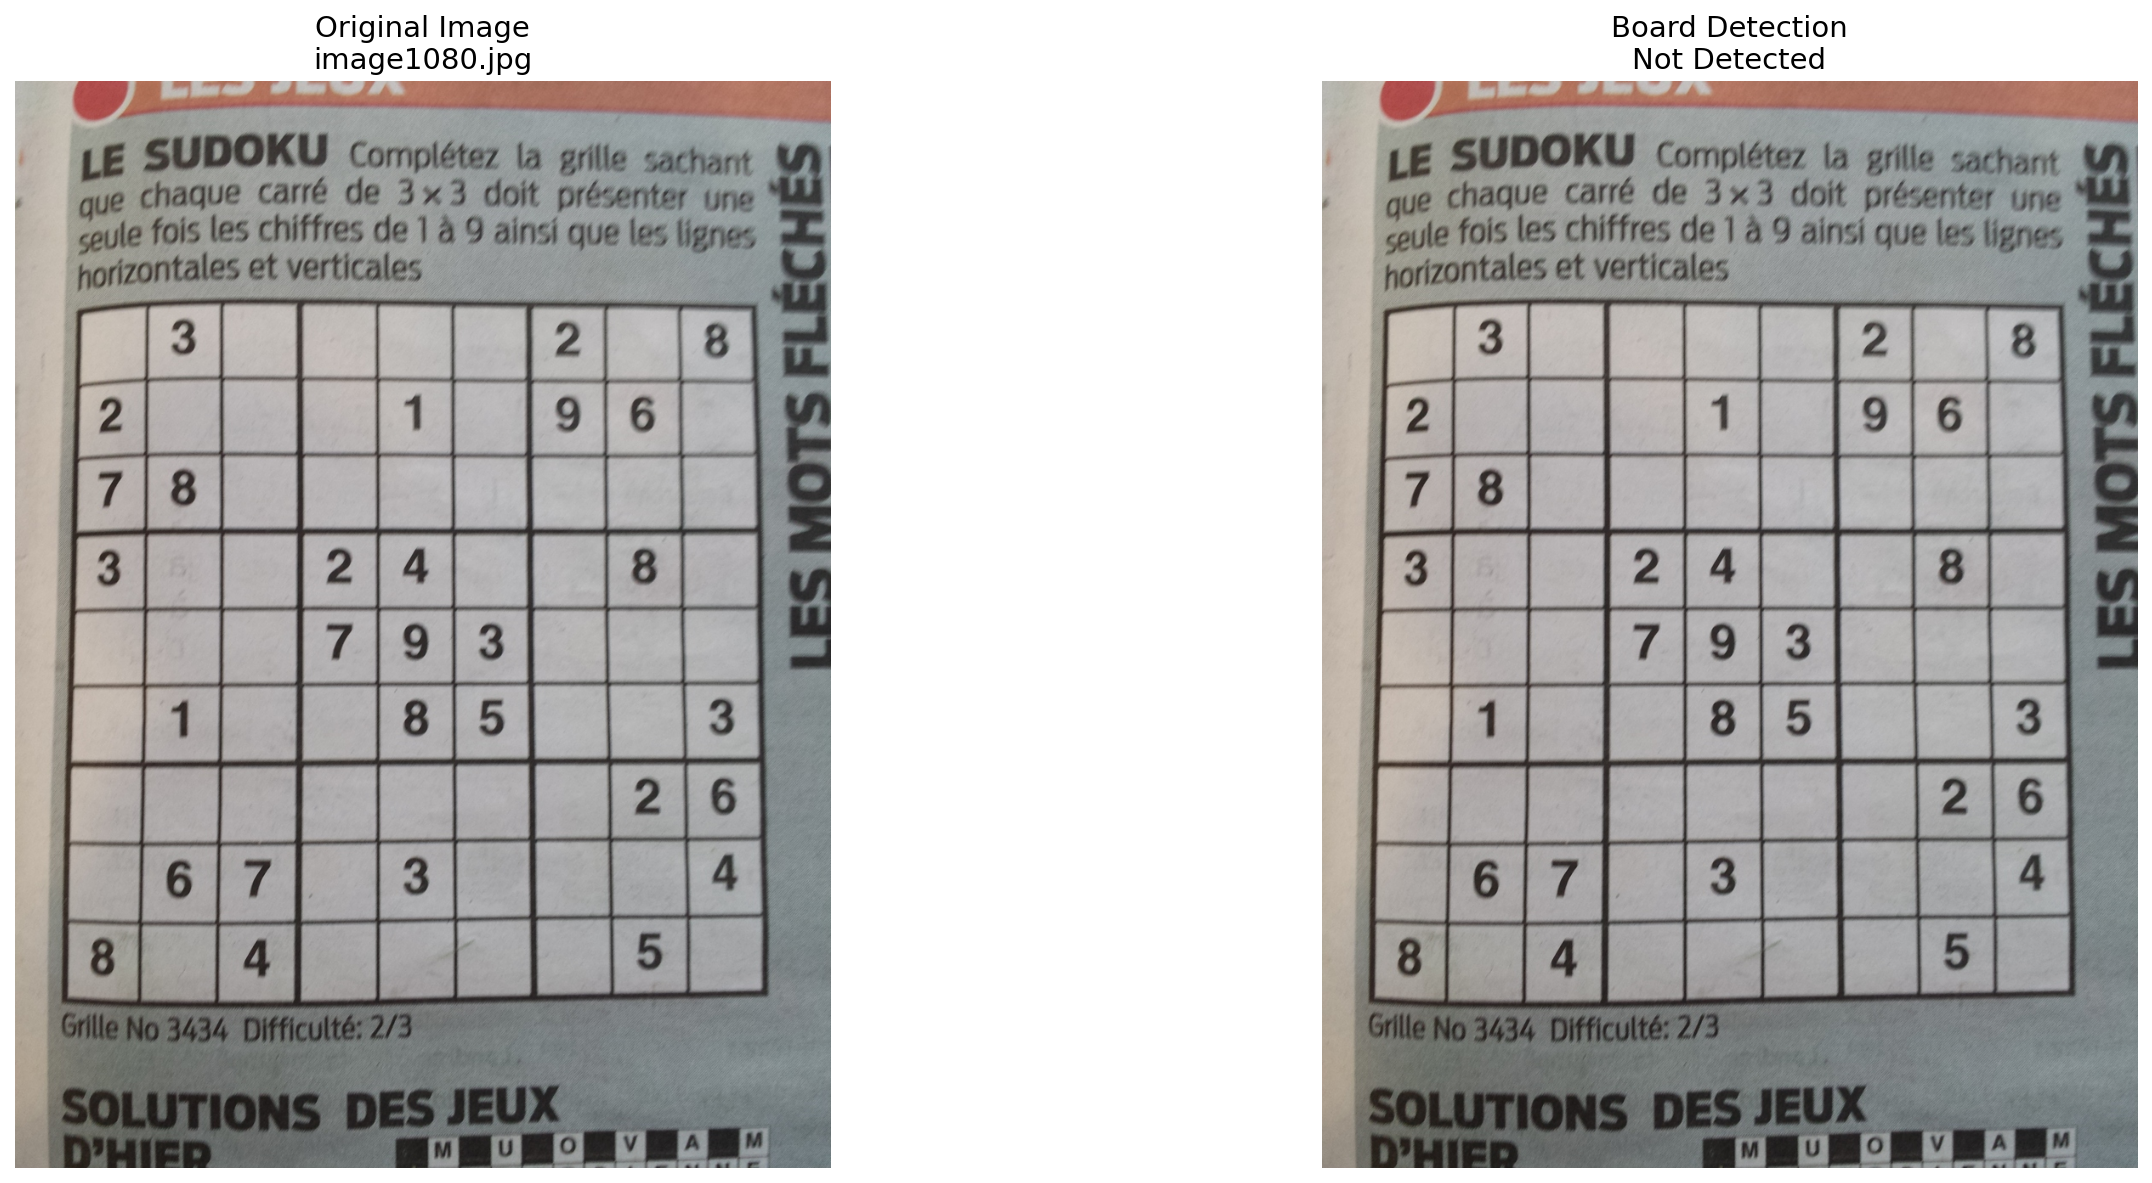 Original Image
image1080.jpg
LES JEUX
LE SUDOKU Complétez la grille sachant
que chaque carré de 3 x 3 doit présenter une
seule fois les chiffres de 1 à 9 ainsi que les lignes
horizontales et verticales
3 2 8
2 1 9 6
7 8
3 2 4 8
7 9 3
1 8 5 3
2 6
6 7 3 4
8 4 5
Grille No 3434 Difficulté: 2/3
SOLUTIONS DES JEUX
D'HIER
M U O V A M
LES MOTS FLÉCHÉS
Board Detection
Not Detected
LES JEUX
LE SUDOKU Complétez la grille sachant
que chaque carré de 3 x 3 doit présenter une
seule fois les chiffres de 1 à 9 ainsi que les lignes
horizontales et verticales
3 2 8
2 1 9 6
7 8
3 2 4 8
7 9 3
1 8 5 3
2 6
6 7 3 4
8 4 5
Grille No 3434 Difficulté: 2/3
SOLUTIONS DES JEUX
D'HIER
M U O V A M
LES MOTS FLÉCHÉS